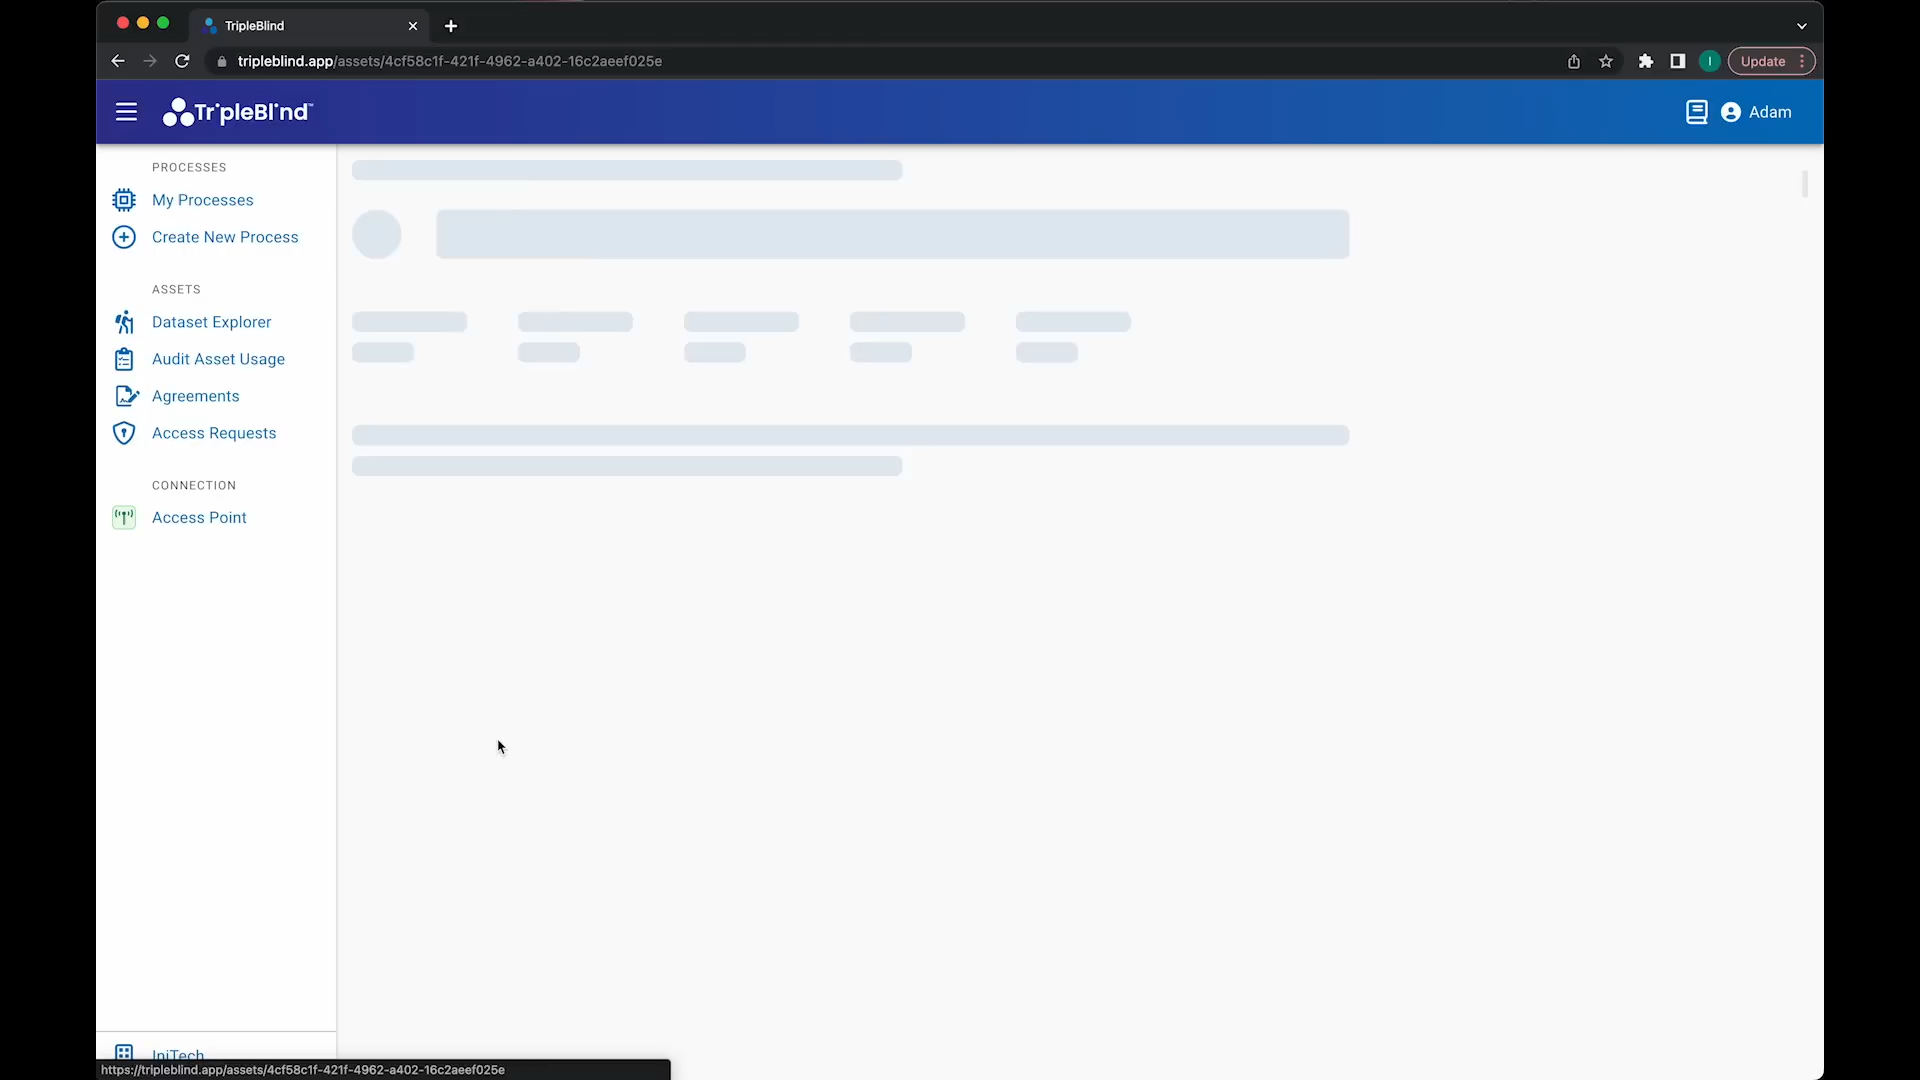 TripleBlind
tripleblind.app/assets/4cf58c1f-421f-4962-a402-16c2aeef025e
I
Update
TripleBlind™
Adam
PROCESSES
My Processes
Create New Process
ASSETS
Dataset Explorer
Audit Asset Usage
Agreements
Access Requests
CONNECTION
Access Point
IniTech
https://tripleblind.app/assets/4cf58c1f-421f-4962-a402-16c2aeef025e